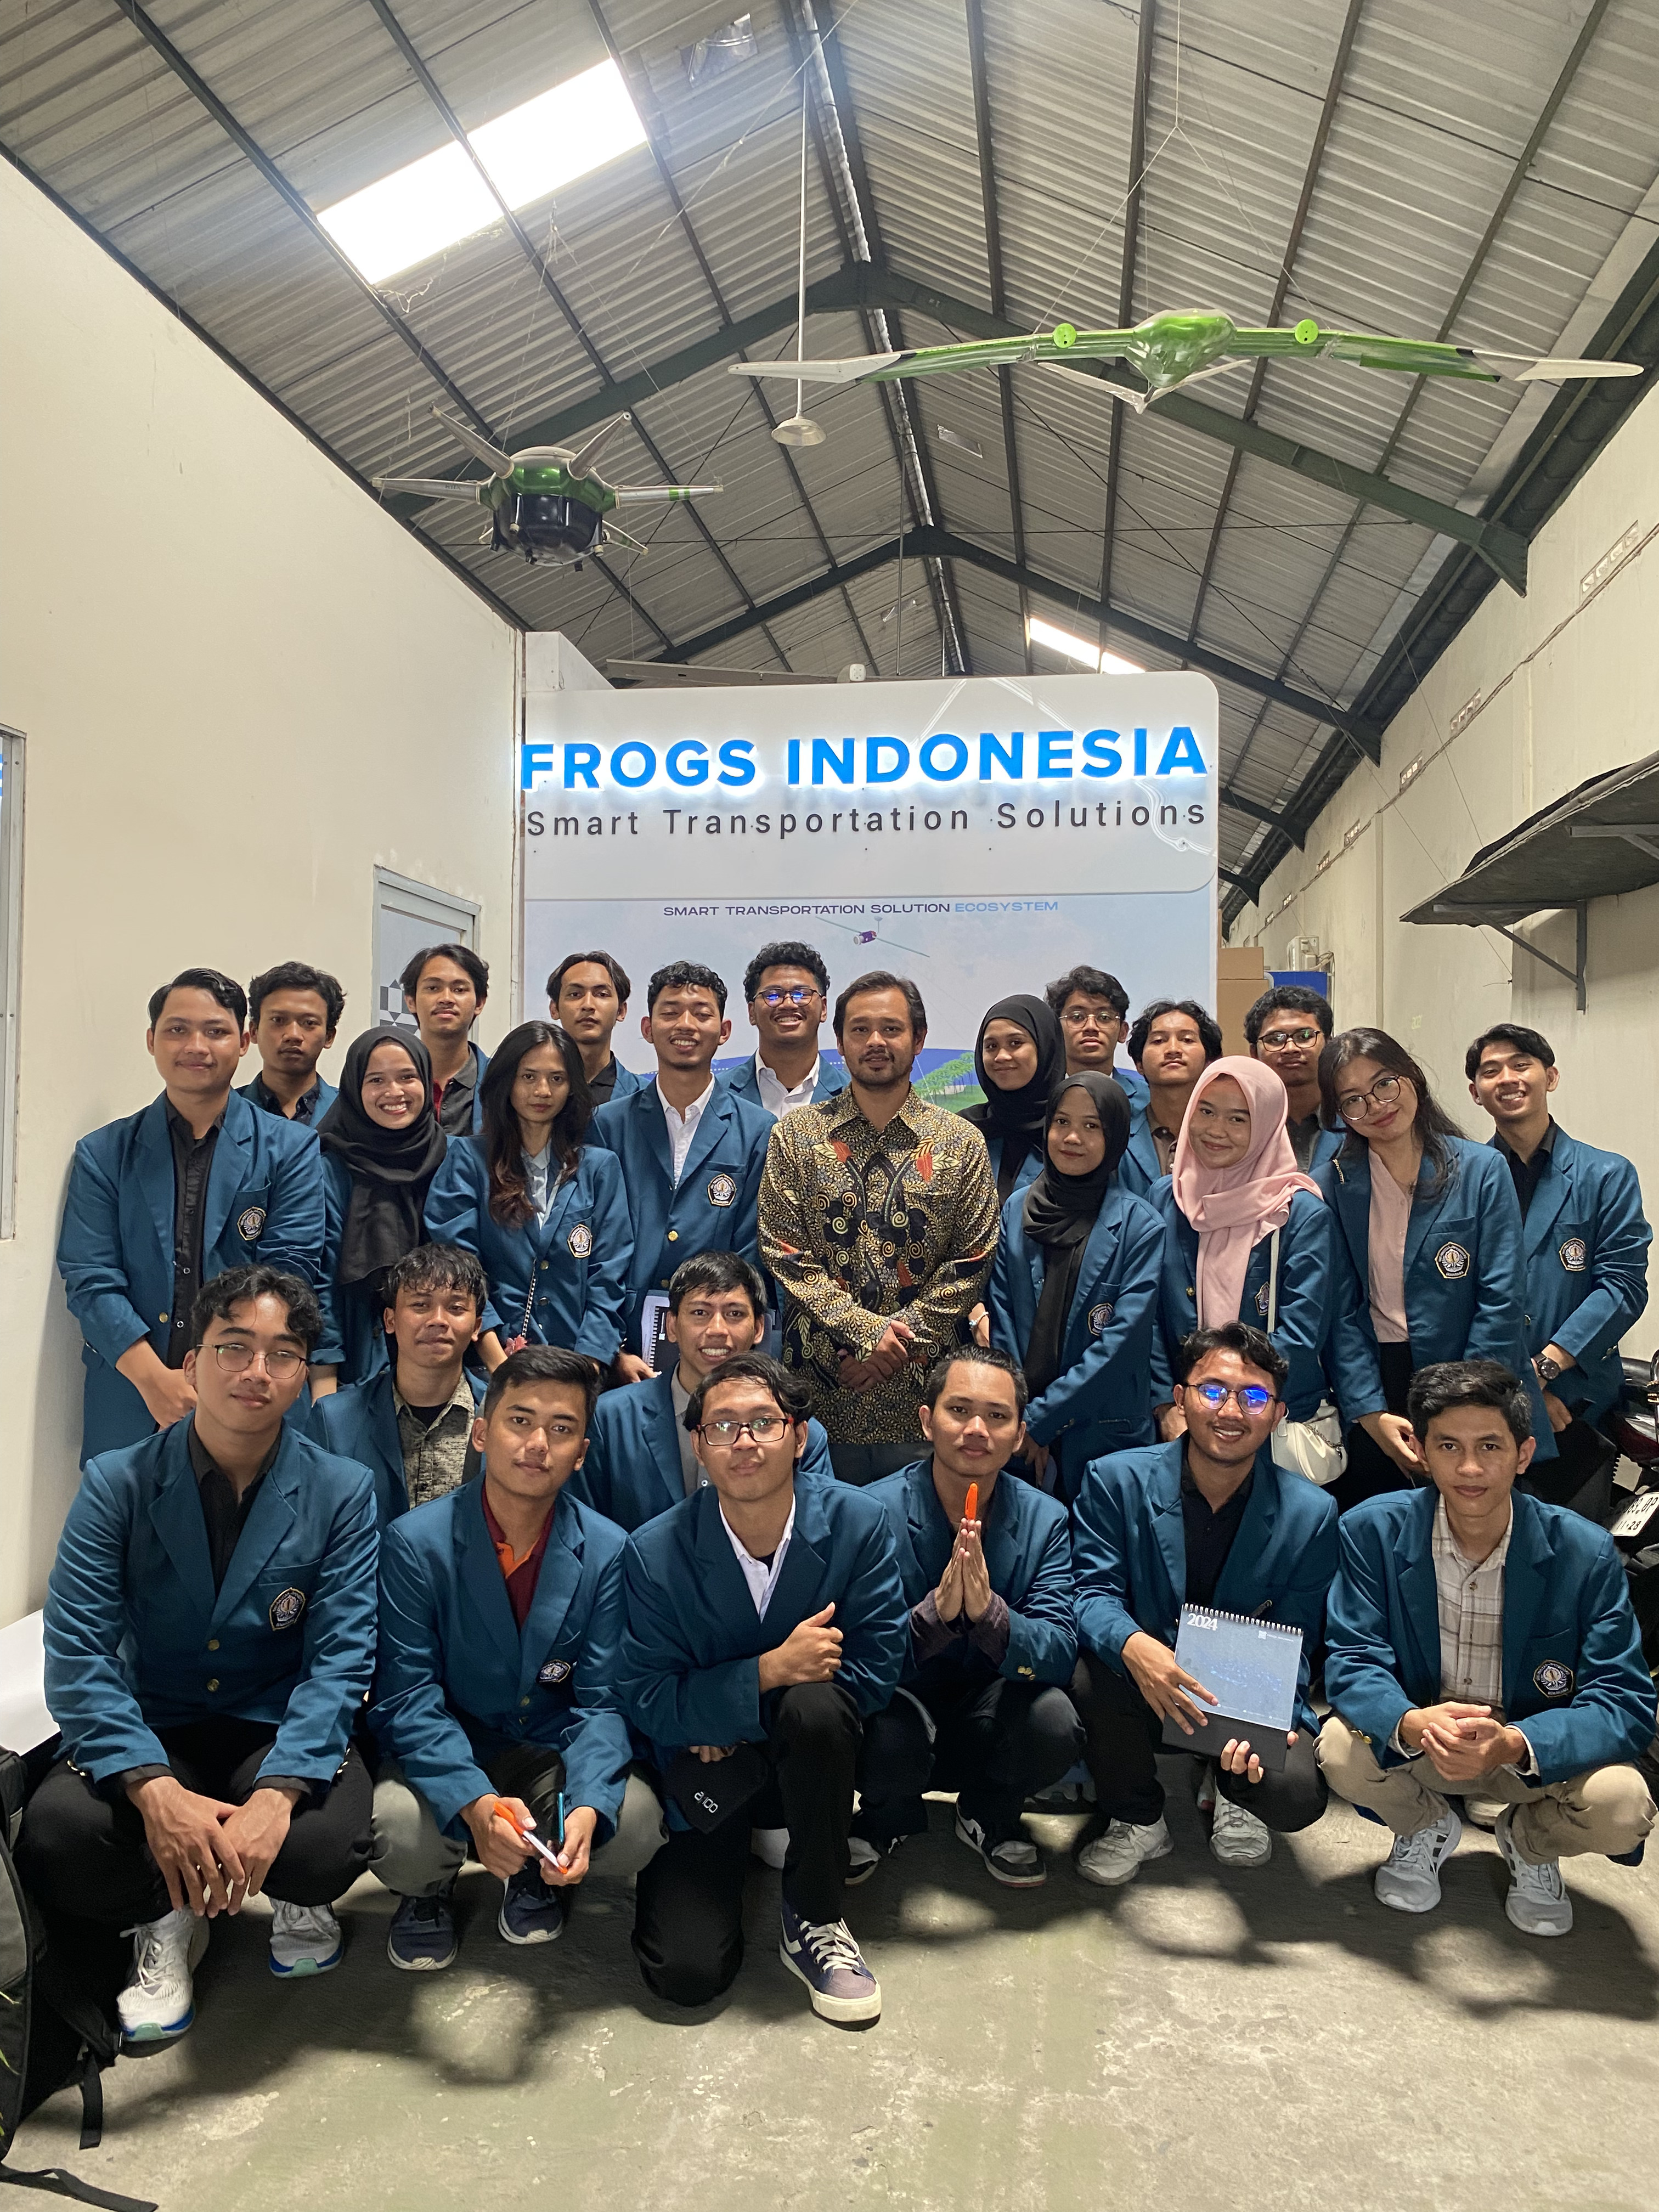 FROGS INDONESIA
Smart Transportation Solutions
SMART TRANSPORTATION SOLUTION ECOSYSTEM
2024